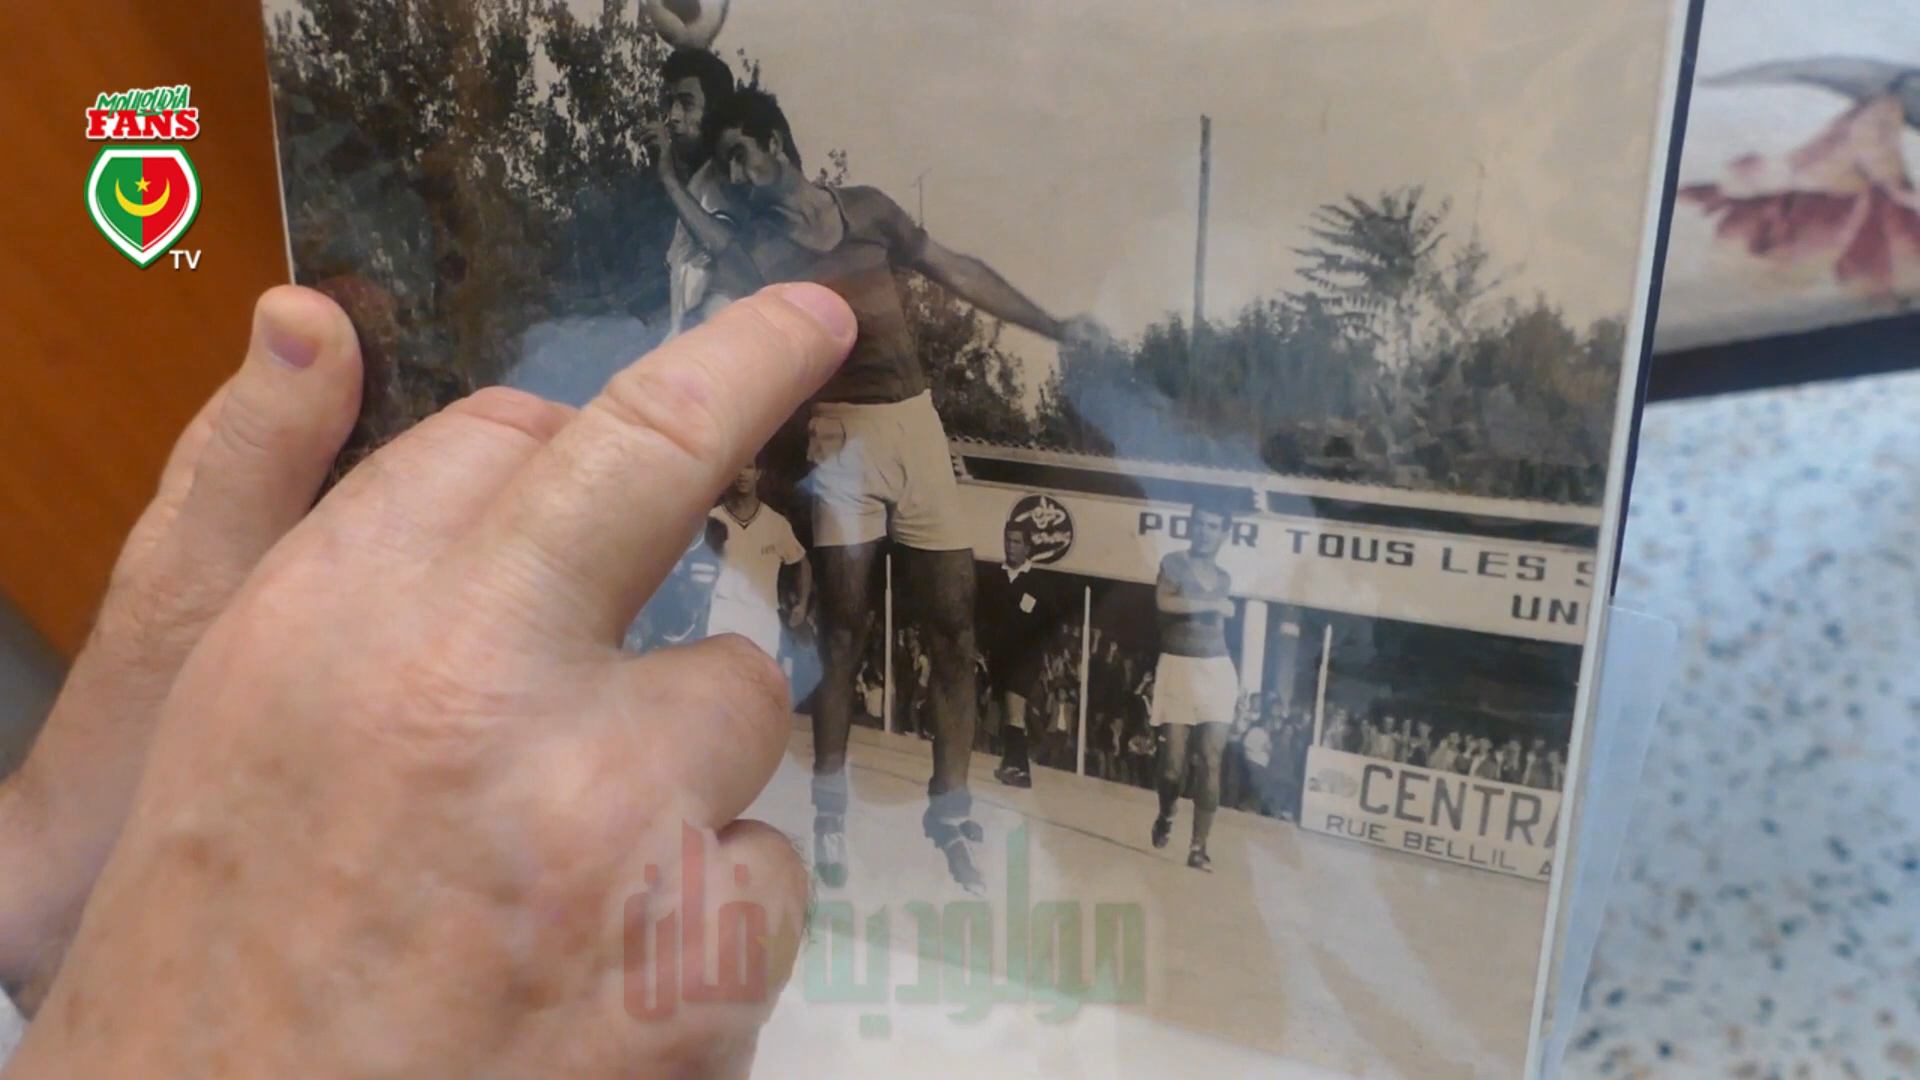 MOULOUDIA
FANS
TV
POUR TOUS LES S
UN
CENTRA
RUE BELLIL A
مولودية فان